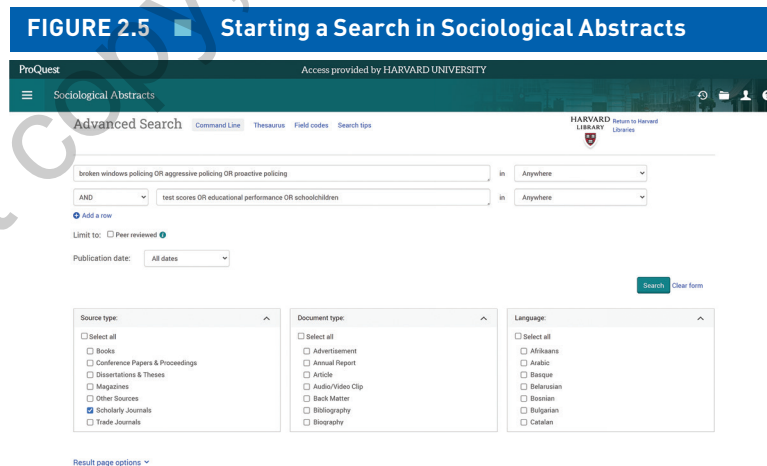 FIGURE 2.5 Starting a Search in Sociological Abstracts
ProQuest Access provided by HARVARD UNIVERSITY
Sociological Abstracts
Advanced Search Command Line Thesaurus Field codes Search tips
HARVARD LIBRARY Return to Harvard Libraries
broken windows policing OR aggressive policing OR proactive policing in Anywhere
AND test scores OR educational performance OR schoolchildren in Anywhere
Add a row
Limit to: Peer reviewed
Publication date: All dates
Search Clear form
Source type: Document type: Language:
Select all Select all Select all
Books Advertisement Afrikaans
Conference Papers & Proceedings Annual Report Arabic
Dissertations & Theses Article Basque
Magazines Audio/Video Clip Belarusian
Other Sources Back Matter Bosnian
Scholarly Journals Bibliography Bulgarian
Trade Journals Biography Catalan
Result page options
copy,